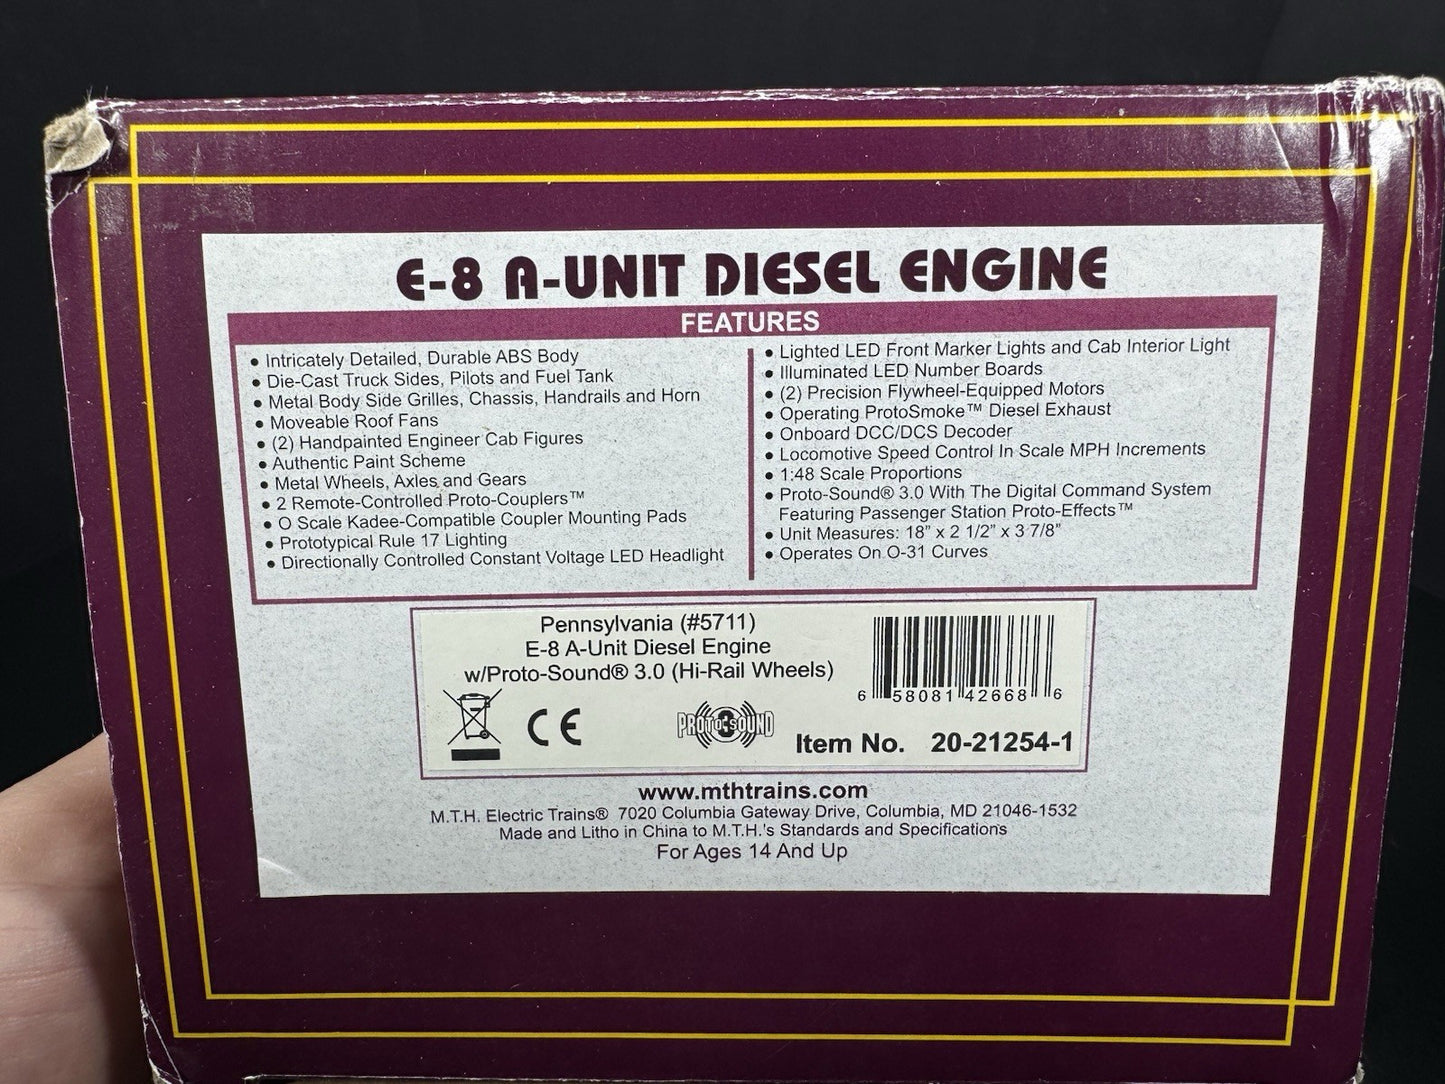 E-8 A-UNIT DIESEL ENGINE
FEATURES
• Intricately Detailed, Durable ABS Body
• Die-Cast Truck Sides, Pilots and Fuel Tank
• Metal Body Side Grilles, Chassis, Handrails and Horn
• Moveable Roof Fans
• (2) Handpainted Engineer Cab Figures
• Authentic Paint Scheme
• Metal Wheels, Axles and Gears
• 2 Remote-Controlled Proto-Couplers™
• O Scale Kadee-Compatible Coupler Mounting Pads
• Prototypical Rule 17 Lighting
• Directionally Controlled Constant Voltage LED Headlight
• Lighted LED Front Marker Lights and Cab Interior Light
• Illuminated LED Number Boards
• (2) Precision Flywheel-Equipped Motors
• Operating ProtoSmoke™ Diesel Exhaust
• Onboard DCC/DCS Decoder
• Locomotive Speed Control In Scale MPH Increments
• 1:48 Scale Proportions
• Proto-Sound® 3.0 With The Digital Command System
Featuring Passenger Station Proto-Effects™
• Unit Measures: 18” x 2 1/2” x 3 7/8”
• Operates On O-31 Curves
Pennsylvania (#5711)
E-8 A-Unit Diesel Engine
w/Proto-Sound® 3.0 (Hi-Rail Wheels)
6 58081 42668 6
CE
PROTO-SOUND 3
Item No. 20-21254-1
www.mthtrains.com
M.T.H. Electric Trains® 7020 Columbia Gateway Drive, Columbia, MD 21046-1532
Made and Litho in China to M.T.H.'s Standards and Specifications
For Ages 14 And Up